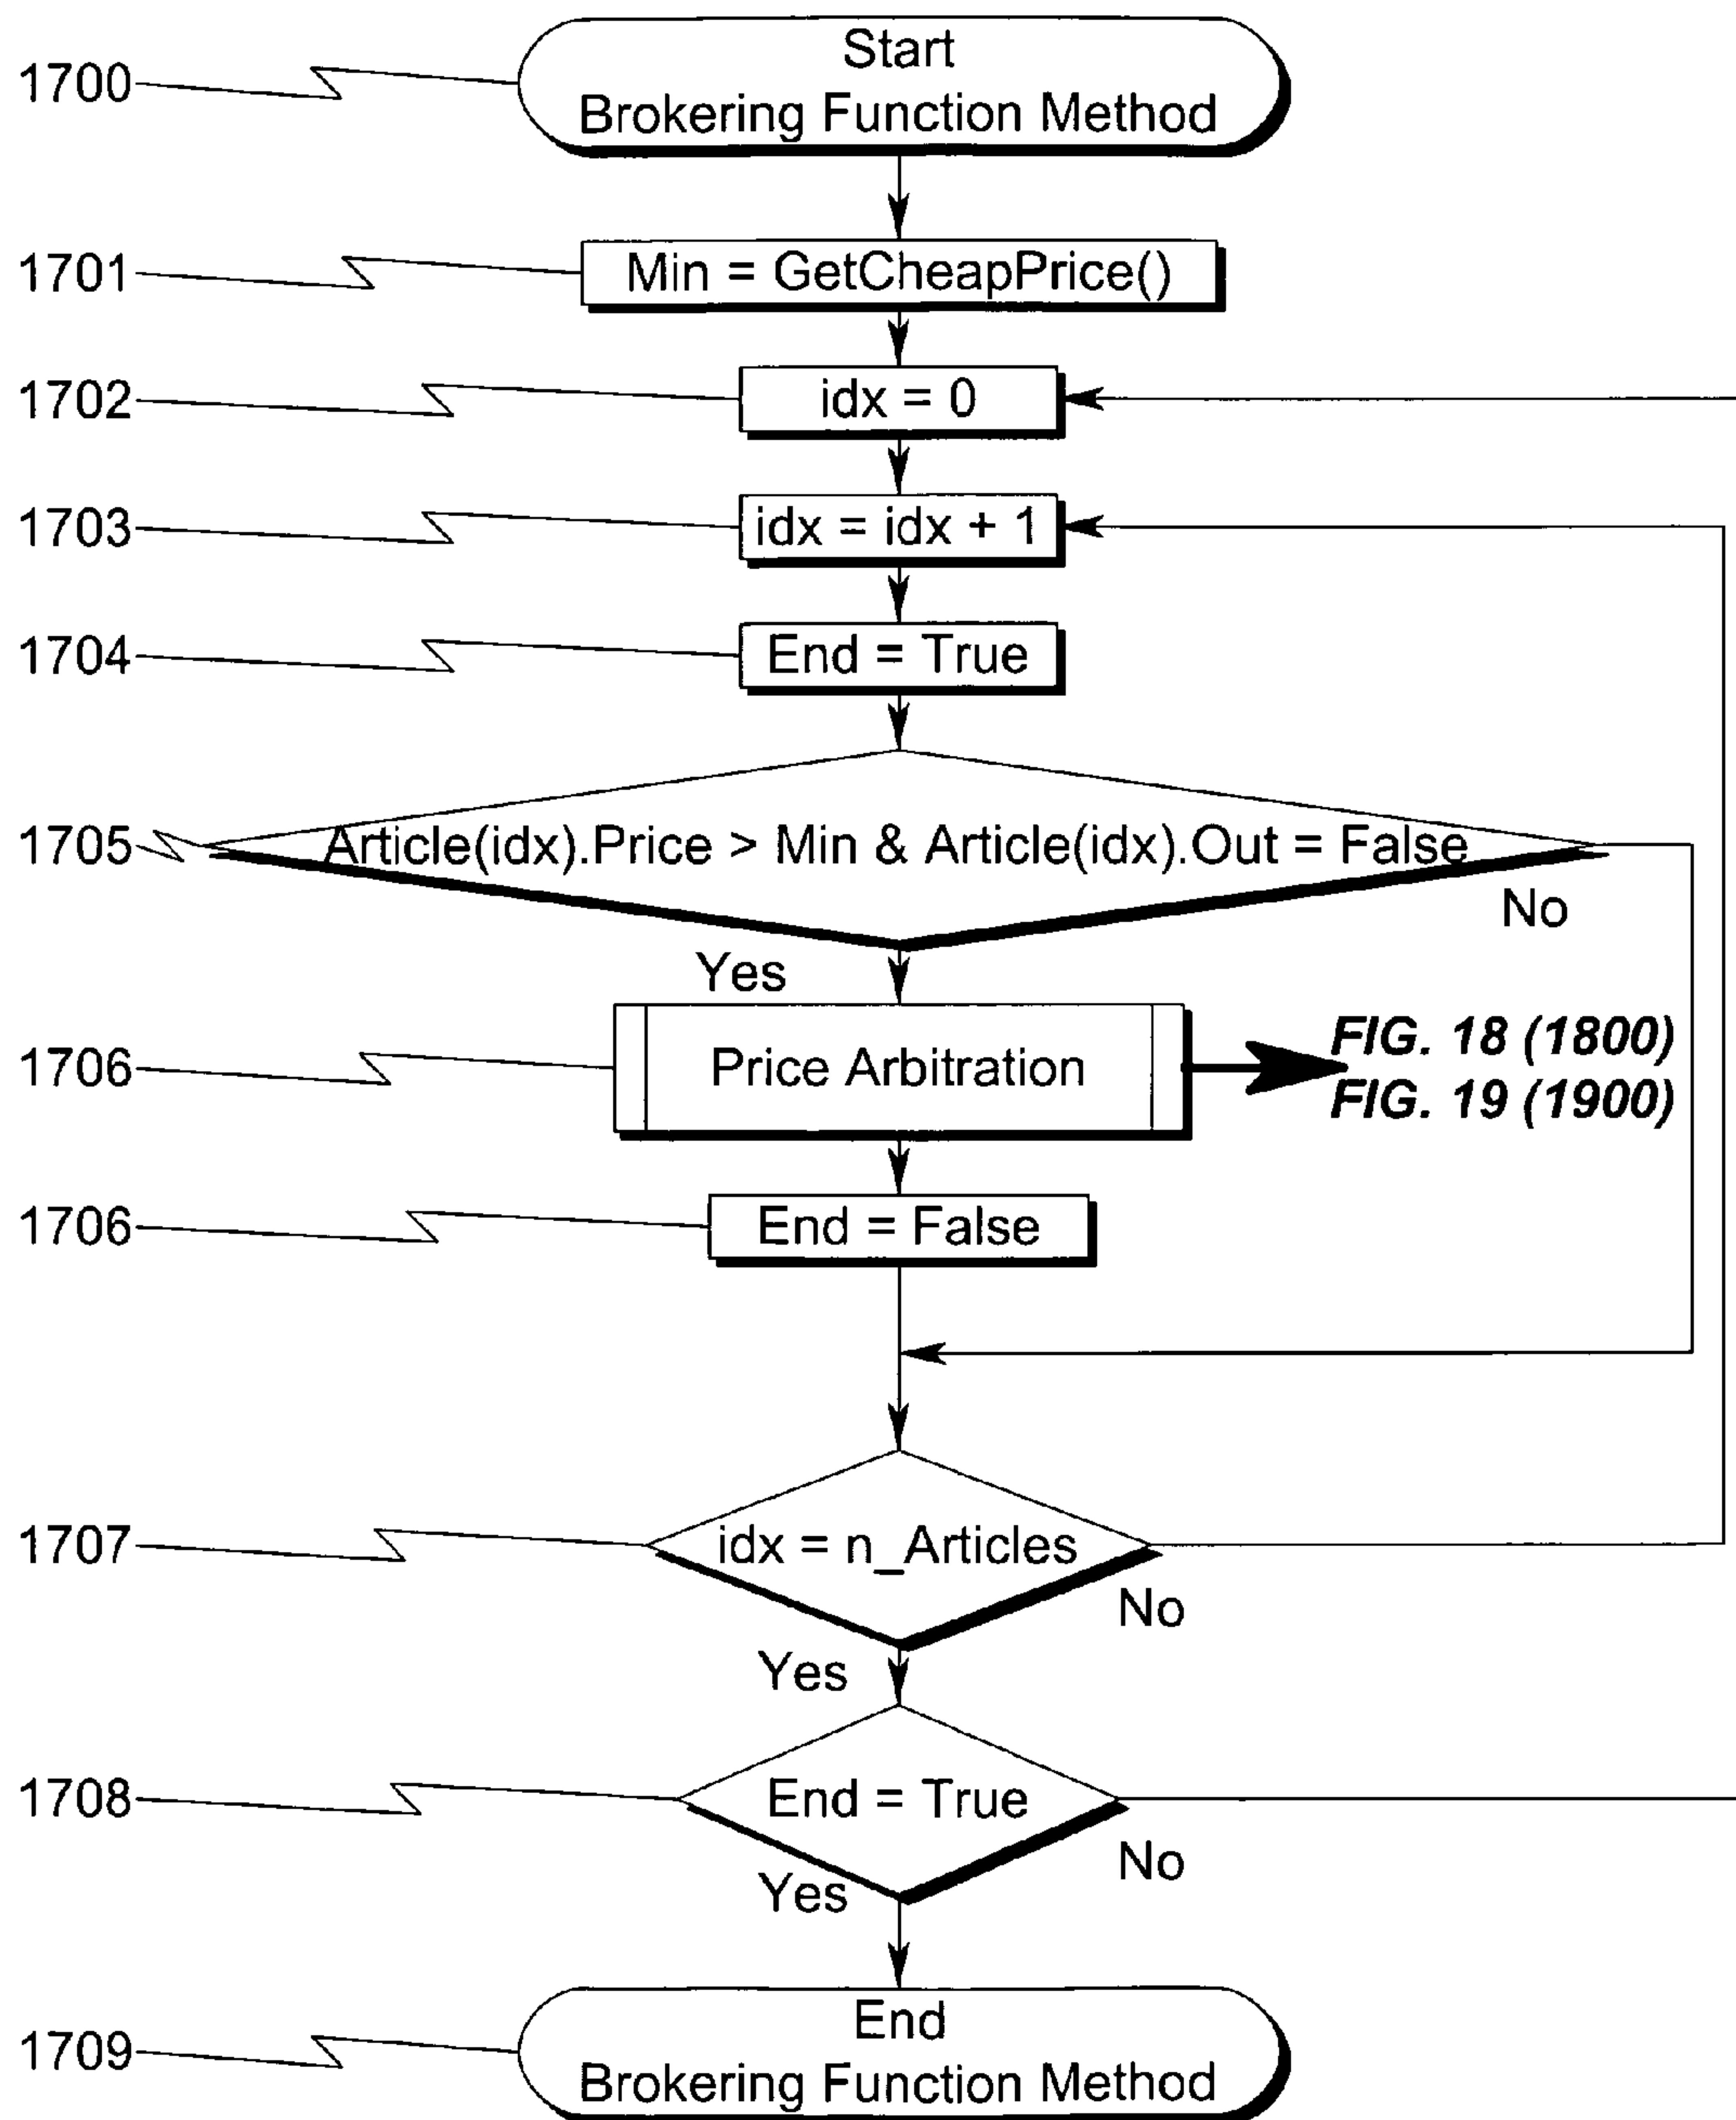 1700
Start
Brokering Function Method
1701
Min = GetCheapPrice()
1702
idx = 0
1703
idx = idx + 1
1704
End = True
1705
Article(idx).Price > Min & Article(idx).Out = False
No
Yes
1706
Price Arbitration
FIG. 18 (1800)
FIG. 19 (1900)
1706
End = False
1707
idx = n_Articles
No
Yes
1708
End = True
No
Yes
1709
End
Brokering Function Method